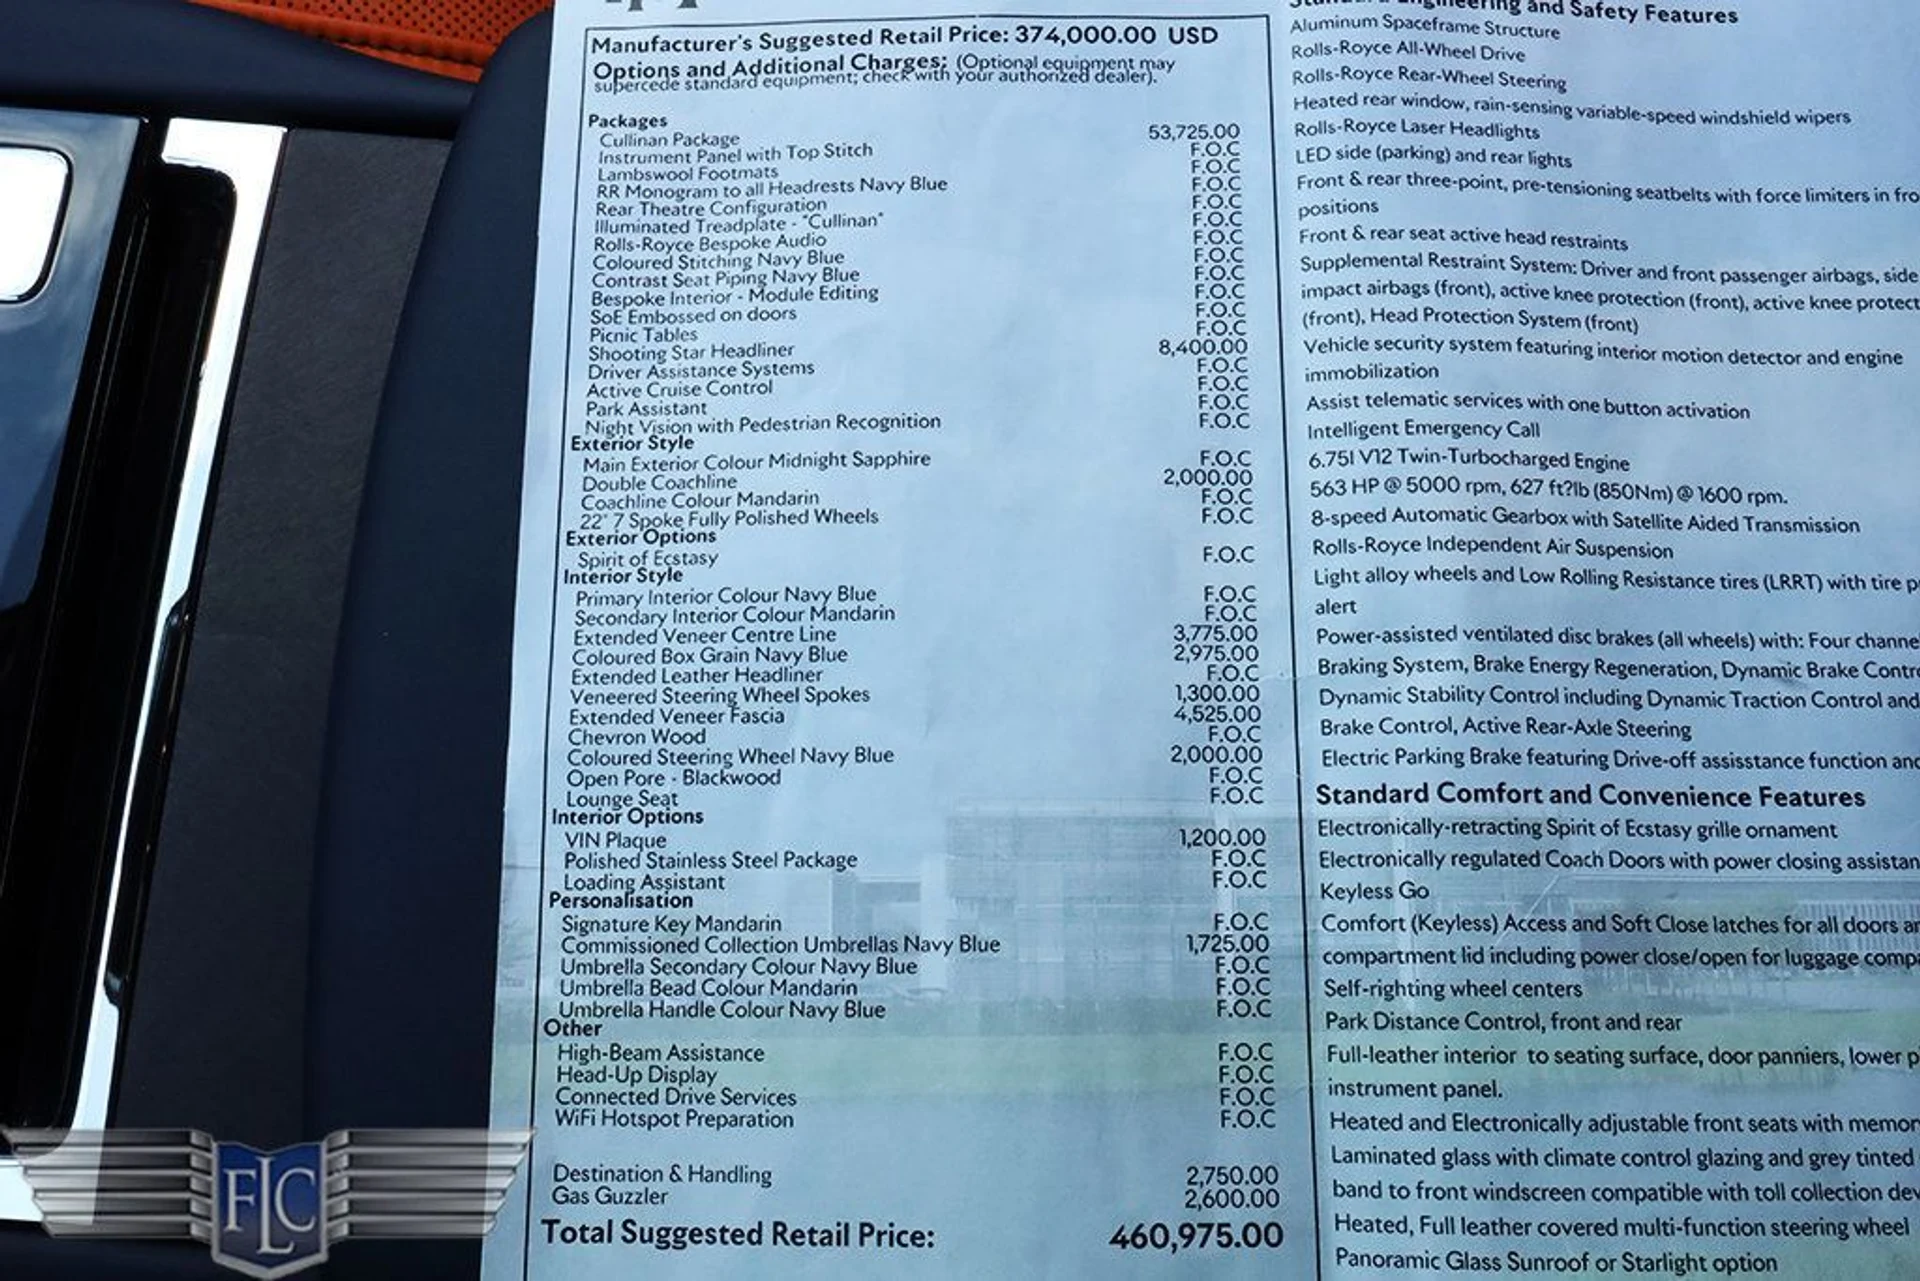 Manufacturer's Suggested Retail Price: 374,000.00 USD
Options and Additional Charges: (Optional equipment may
supercede standard equipment; check with your authorized dealer).
Packages
Cullinan Package 53,725.00
Instrument Panel with Top Stitch F.O.C
Lambswool Footmats F.O.C
RR Monogram to all Headrests Navy Blue F.O.C
Rear Theatre Configuration F.O.C
Illuminated Treadplate - "Cullinan" F.O.C
Rolls-Royce Bespoke Audio F.O.C
Coloured Stitching Navy Blue F.O.C
Contrast Seat Piping Navy Blue F.O.C
Bespoke Interior - Module Editing F.O.C
SoE Embossed on doors F.O.C
Picnic Tables F.O.C
Shooting Star Headliner 8,400.00
Driver Assistance Systems F.O.C
Active Cruise Control F.O.C
Park Assistant F.O.C
Night Vision with Pedestrian Recognition F.O.C
Exterior Style
Main Exterior Colour Midnight Sapphire F.O.C
Double Coachline 2,000.00
Coachline Colour Mandarin F.O.C
22" 7 Spoke Fully Polished Wheels F.O.C
Exterior Options
Spirit of Ecstasy F.O.C
Interior Style
Primary Interior Colour Navy Blue F.O.C
Secondary Interior Colour Mandarin F.O.C
Extended Veneer Centre Line 3,775.00
Coloured Box Grain Navy Blue 2,975.00
Extended Leather Headliner F.O.C
Veneered Steering Wheel Spokes 1,300.00
Extended Veneer Fascia 4,525.00
Chevron Wood F.O.C
Coloured Steering Wheel Navy Blue 2,000.00
Open Pore - Blackwood F.O.C
Lounge Seat F.O.C
Interior Options
VIN Plaque 1,200.00
Polished Stainless Steel Package F.O.C
Loading Assistant F.O.C
Personalisation
Signature Key Mandarin F.O.C
Commissioned Collection Umbrellas Navy Blue 1,725.00
Umbrella Secondary Colour Navy Blue F.O.C
Umbrella Bead Colour Mandarin F.O.C
Umbrella Handle Colour Navy Blue F.O.C
Other
High-Beam Assistance F.O.C
Head-Up Display F.O.C
Connected Drive Services F.O.C
WiFi Hotspot Preparation F.O.C
Destination & Handling 2,750.00
Gas Guzzler 2,600.00
Total Suggested Retail Price: 460,975.00
Standard Engineering and Safety Features
Aluminum Spaceframe Structure
Rolls-Royce All-Wheel Drive
Rolls-Royce Rear-Wheel Steering
Heated rear window, rain-sensing variable-speed windshield wipers
Rolls-Royce Laser Headlights
LED side (parking) and rear lights
Front & rear three-point, pre-tensioning seatbelts with force limiters in fro
positions
Front & rear seat active head restraints
Supplemental Restraint System: Driver and front passenger airbags, side
impact airbags (front), active knee protection (front), active knee protect
(front), Head Protection System (front)
Vehicle security system featuring interior motion detector and engine
immobilization
Assist telematic services with one button activation
Intelligent Emergency Call
6.75l V12 Twin-Turbocharged Engine
563 HP @ 5000 rpm, 627 ft?lb (850Nm) @ 1600 rpm.
8-speed Automatic Gearbox with Satellite Aided Transmission
Rolls-Royce Independent Air Suspension
Light alloy wheels and Low Rolling Resistance tires (LRRT) with tire p
alert
Power-assisted ventilated disc brakes (all wheels) with: Four channe
Braking System, Brake Energy Regeneration, Dynamic Brake Contr
Dynamic Stability Control including Dynamic Traction Control and
Brake Control, Active Rear-Axle Steering
Electric Parking Brake featuring Drive-off assisstance function and
Standard Comfort and Convenience Features
Electronically-retracting Spirit of Ecstasy grille ornament
Electronically regulated Coach Doors with power closing assistan
Keyless Go
Comfort (Keyless) Access and Soft Close latches for all doors an
compartment lid including power close/open for luggage comp
Self-righting wheel centers
Park Distance Control, front and rear
Full-leather interior to seating surface, door panniers, lower p
instrument panel.
Heated and Electronically adjustable front seats with memor
Laminated glass with climate control glazing and grey tinted
band to front windscreen compatible with toll collection dev
Heated, Full leather covered multi-function steering wheel
Panoramic Glass Sunroof or Starlight option
FLC